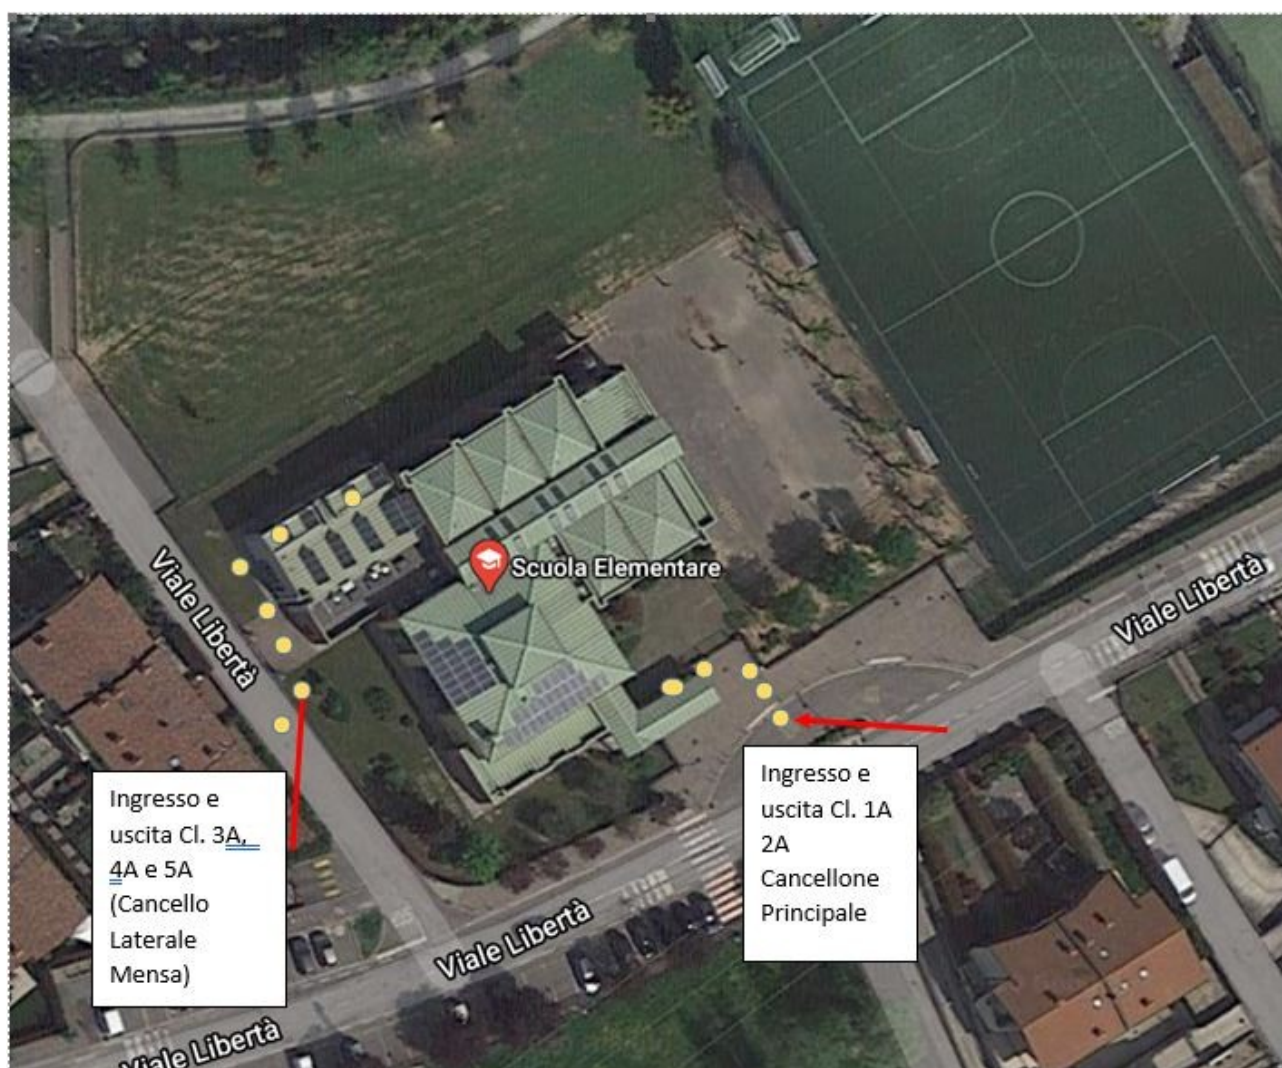 Scuola Elementare
Viale Libertà
Viale Libertà
Ingresso e
uscita Cl. 3A,
4A e 5A
(Cancello
Laterale
Mensa)
Ingresso e
uscita Cl. 1A
2A
Cancellone
Principale
Viale Libertà
Viale Libertà